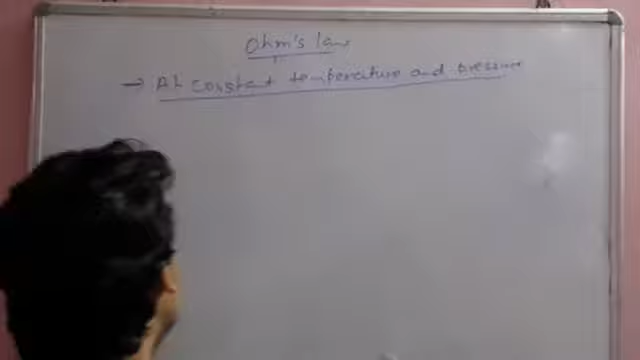 Ohm's law
→ At constant temperature and pressure